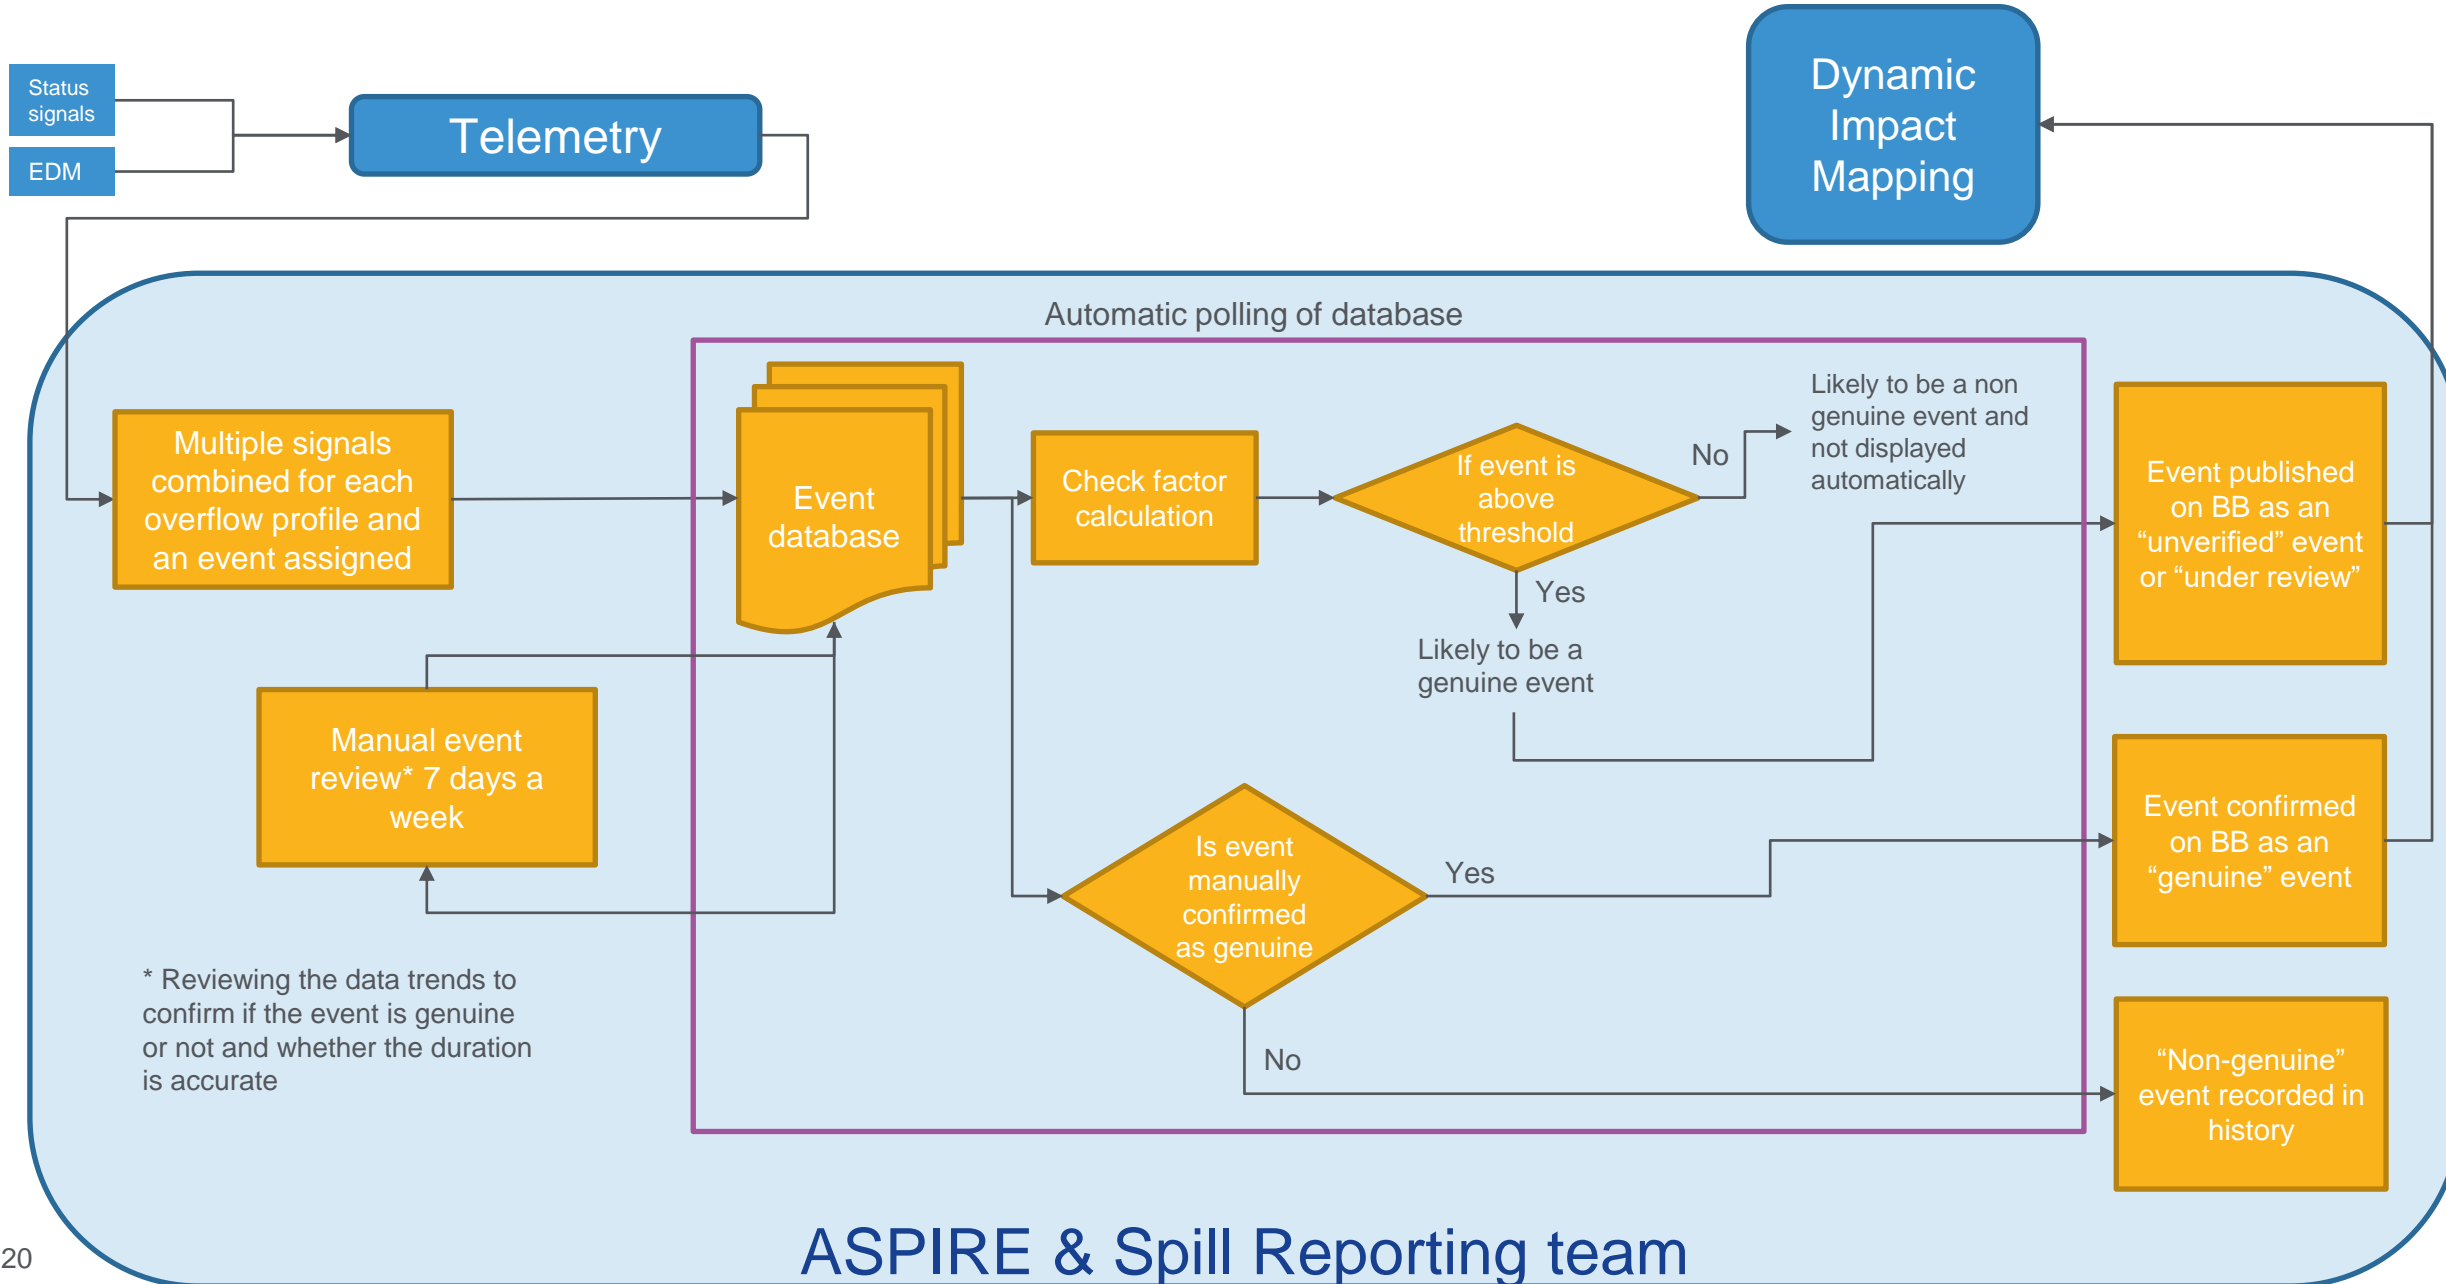 Status
signals
EDM
Telemetry
Dynamic
Impact
Mapping
Automatic polling of database
Multiple signals
combined for each
overflow profile and
an event assigned
Event
database
Check factor
calculation
If event is
above
threshold
No
Likely to be a non
genuine event and
not displayed
automatically
Yes
Likely to be a
genuine event
Event published
on BB as an
“unverified” event
or “under review”
Manual event
review* 7 days a
week
Is event
manually
confirmed
as genuine
Yes
No
Event confirmed
on BB as an
“genuine” event
“Non-genuine”
event recorded in
history
* Reviewing the data trends to
confirm if the event is genuine
or not and whether the duration
is accurate
ASPIRE & Spill Reporting team
20